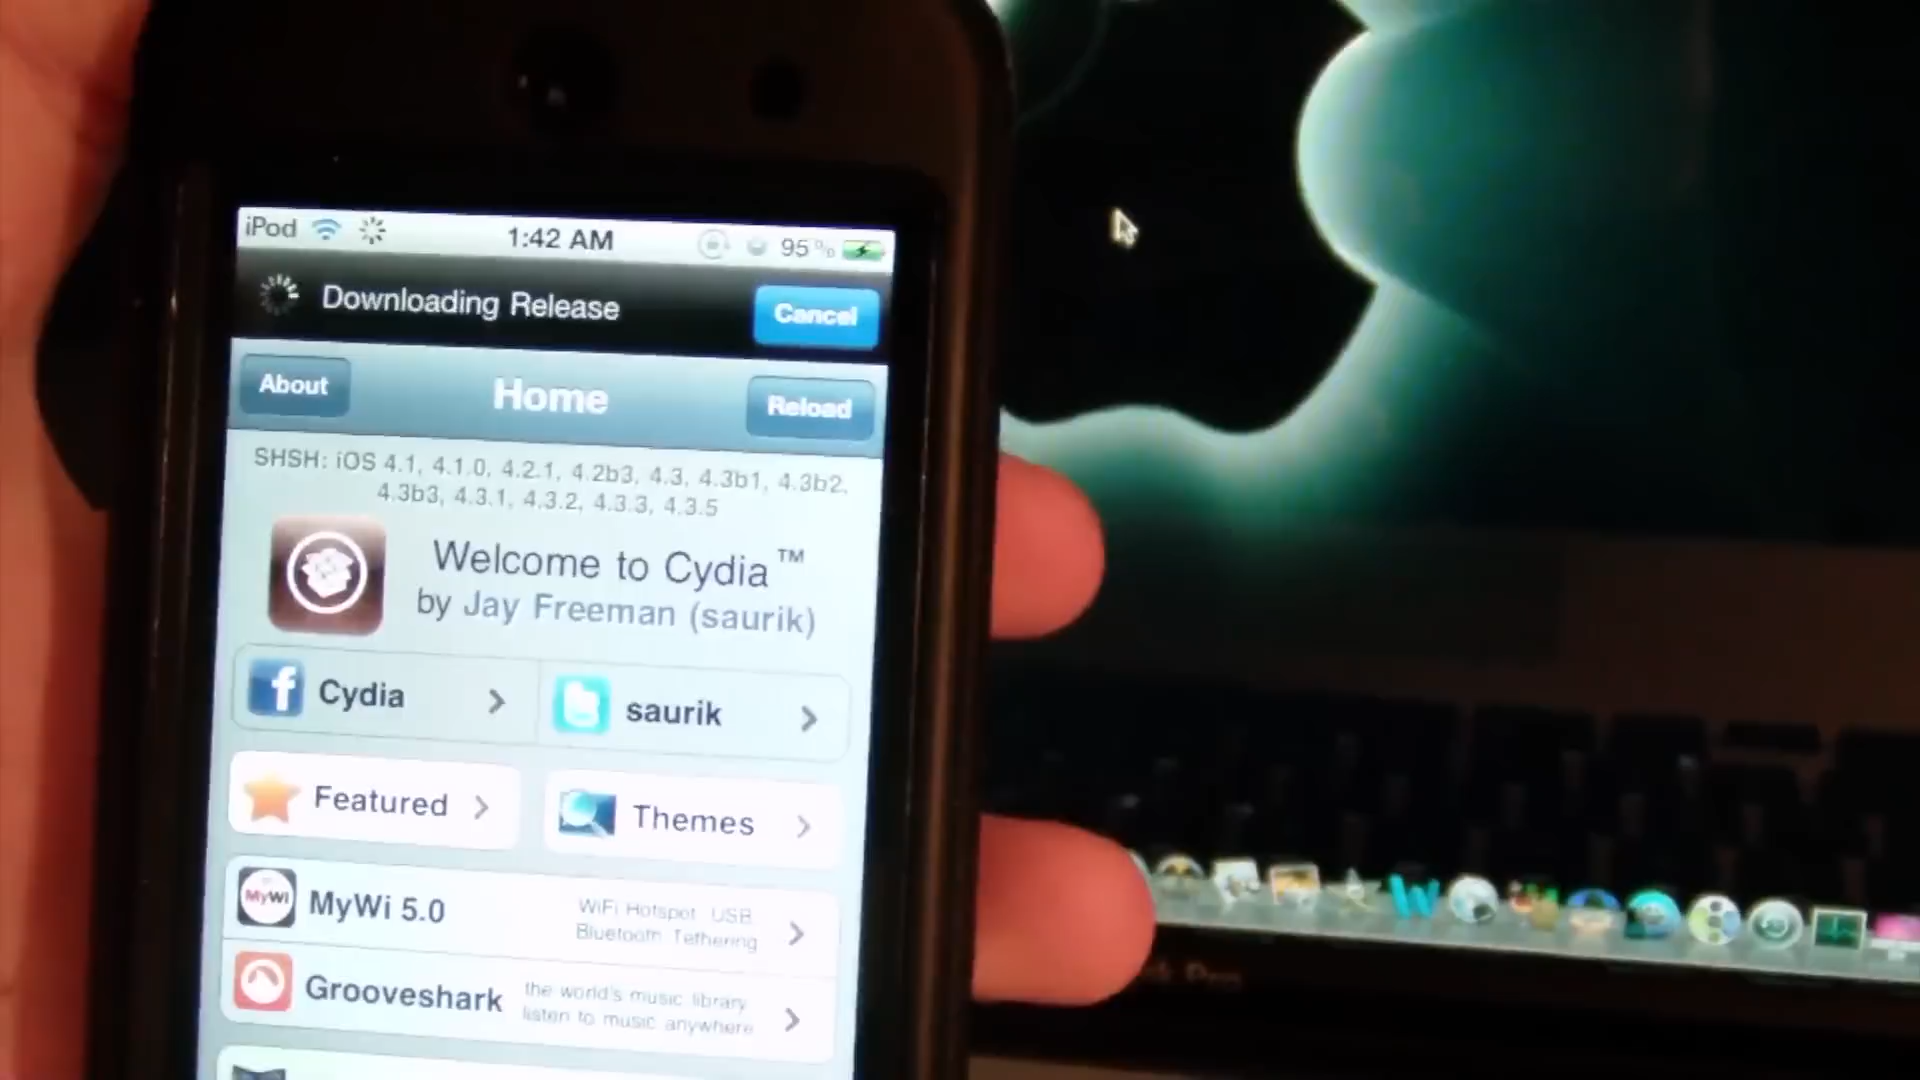 iPod 1:42 AM 95%
Downloading Release Cancel
About Home Reload
SHSH: iOS 4.1, 4.1.0, 4.2.1, 4.2b3, 4.3, 4.3b1, 4.3b2,
4.3b3, 4.3.1, 4.3.2, 4.3.3, 4.3.5
Welcome to Cydia™
by Jay Freeman (saurik)
f Cydia saurik
Featured Themes
MyWi MyWi 5.0 WiFi Hotspot USB
Bluetooth Tethering
Grooveshark the world's music library
listen to music anywhere